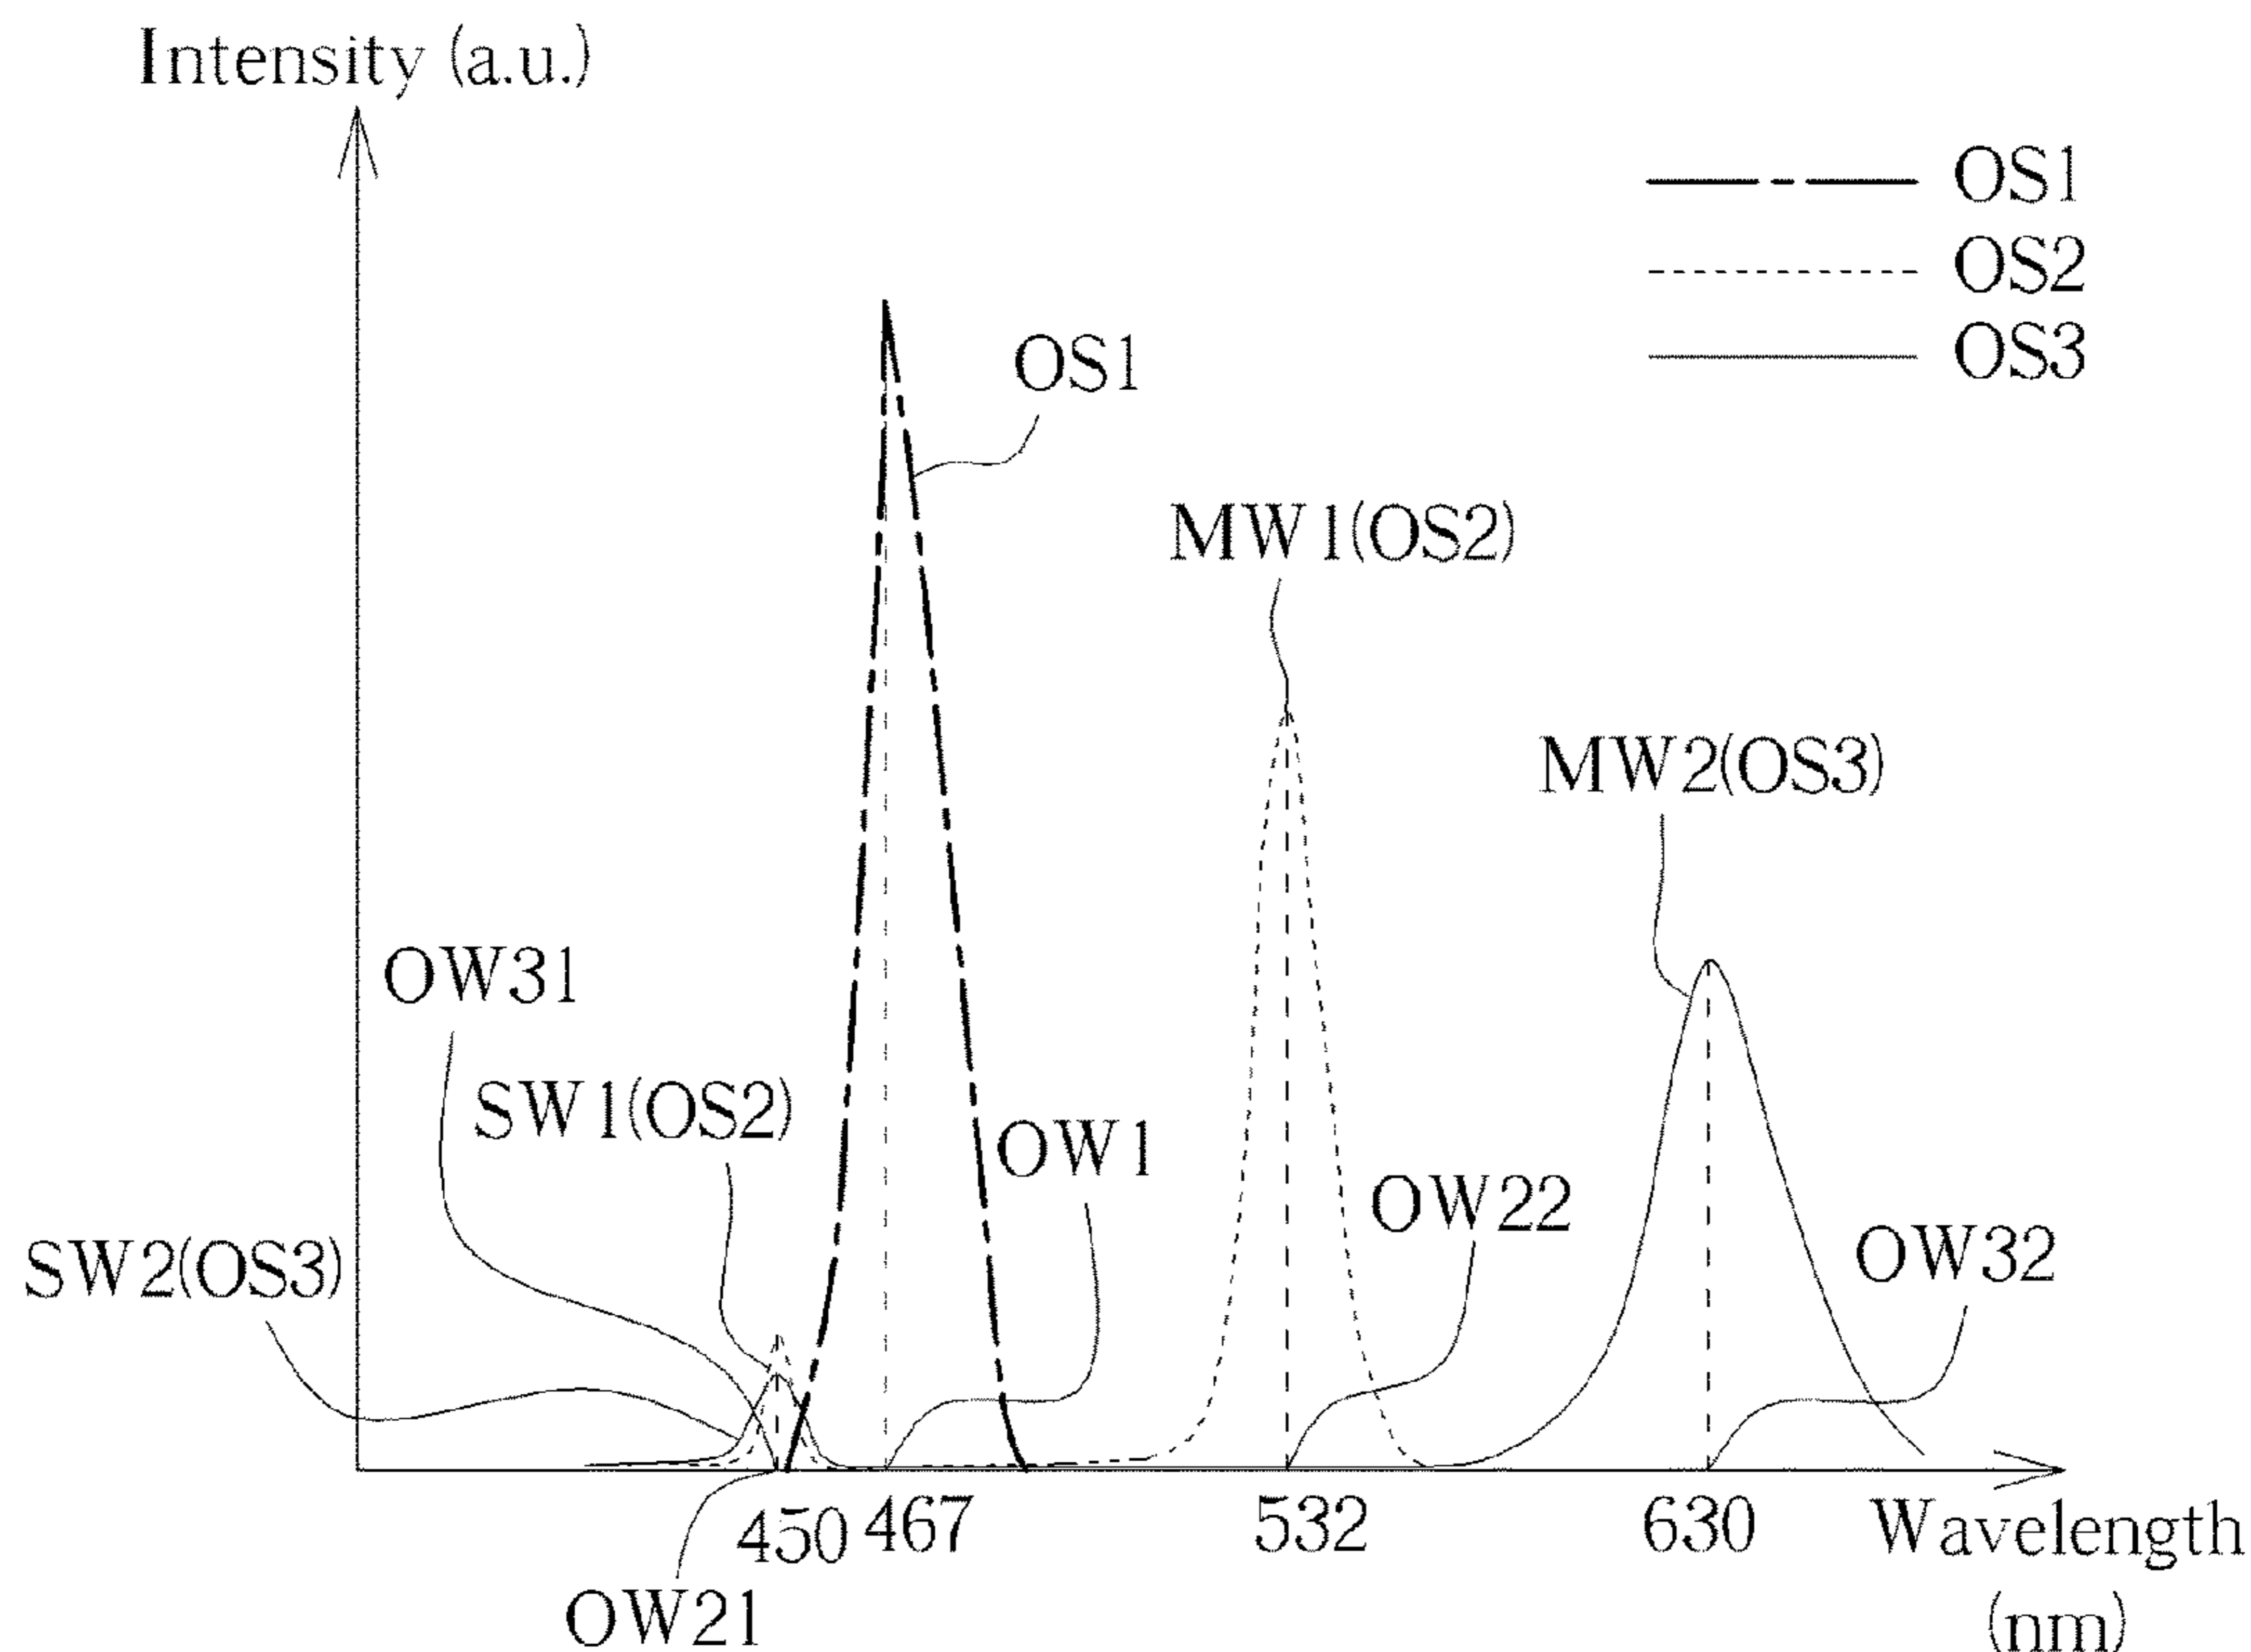 Intensity (a.u.)
OS1
OS2
OS3
OS1
MW1(OS2)
MW2(OS3)
OW31
SW1(OS2)
OW1
OW22
SW2(OS3)
OW32
450
467
532
630
Wavelength
(nm)
OW21